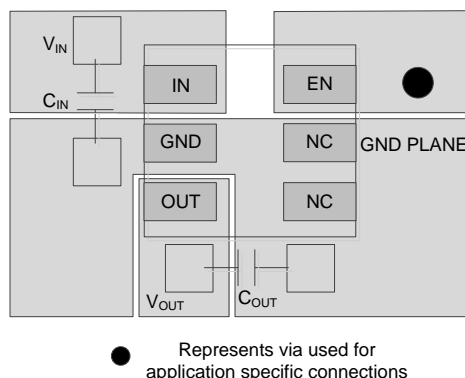 V_IN
C_IN
IN
EN
GND
NC
GND PLANE
OUT
NC
V_OUT
C_OUT
Represents via used for
application specific connections